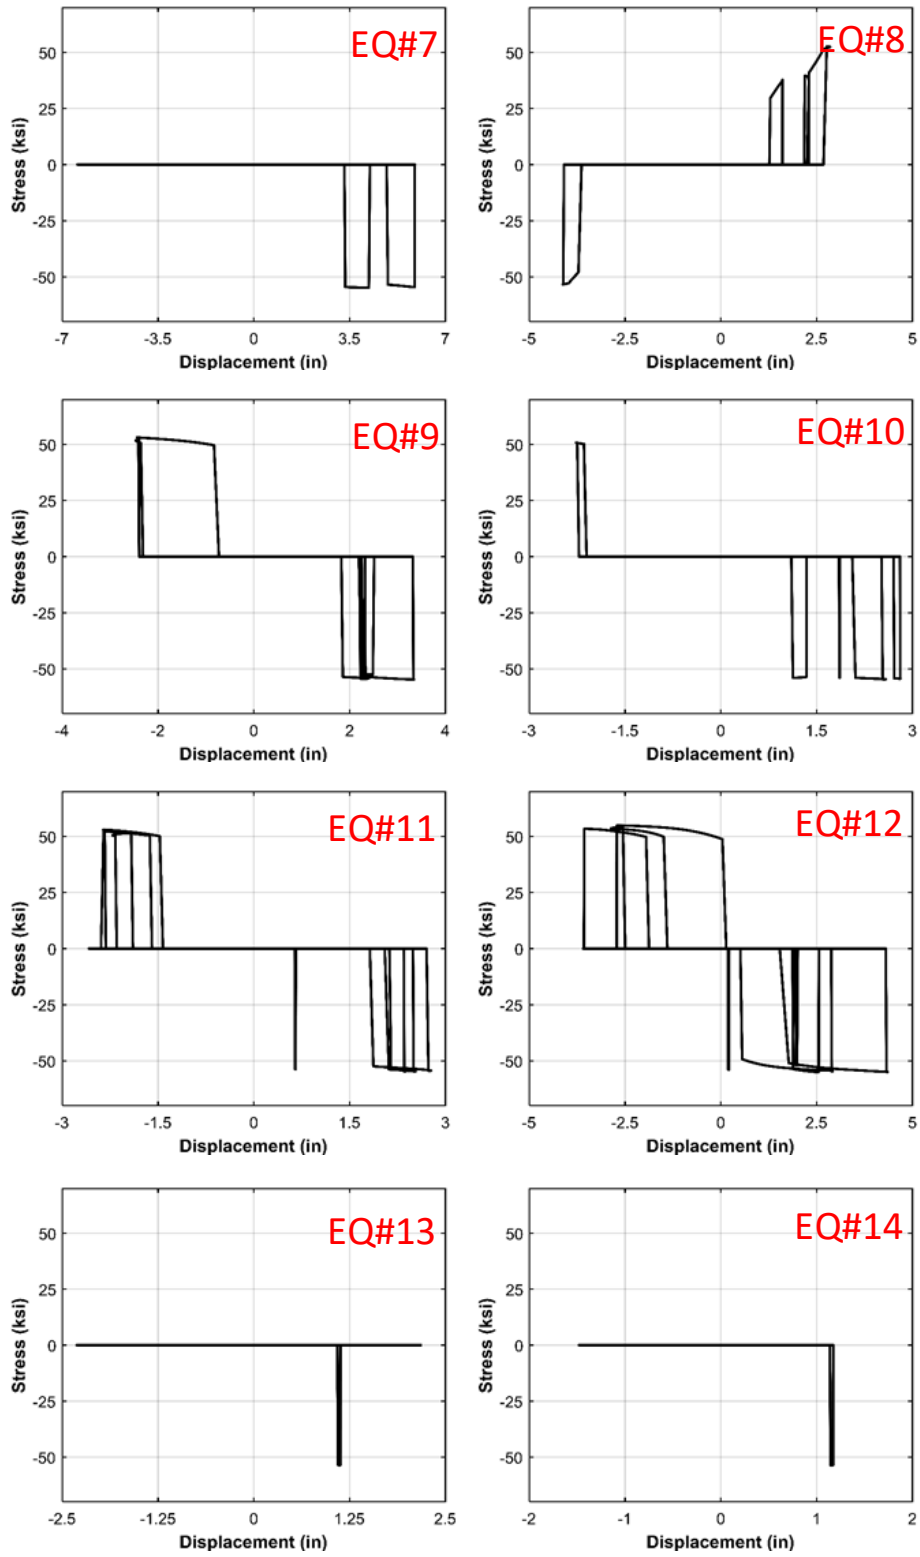 EQ#7
50
25
0
-25
-50
Stress (ksi)
-7 -3.5 0 3.5 7
Displacement (in)
EQ#8
50
25
0
-25
-50
Stress (ksi)
-5 -2.5 0 2.5 5
Displacement (in)
EQ#9
50
25
0
-25
-50
Stress (ksi)
-4 -2 0 2 4
Displacement (in)
EQ#10
50
25
0
-25
-50
Stress (ksi)
-3 -1.5 0 1.5 3
Displacement (in)
EQ#11
50
25
0
-25
-50
Stress (ksi)
-3 -1.5 0 1.5 3
Displacement (in)
EQ#12
50
25
0
-25
-50
Stress (ksi)
-5 -2.5 0 2.5 5
Displacement (in)
EQ#13
50
25
0
-25
-50
Stress (ksi)
-2.5 -1.25 0 1.25 2.5
Displacement (in)
EQ#14
50
25
0
-25
-50
Stress (ksi)
-2 -1 0 1 2
Displacement (in)